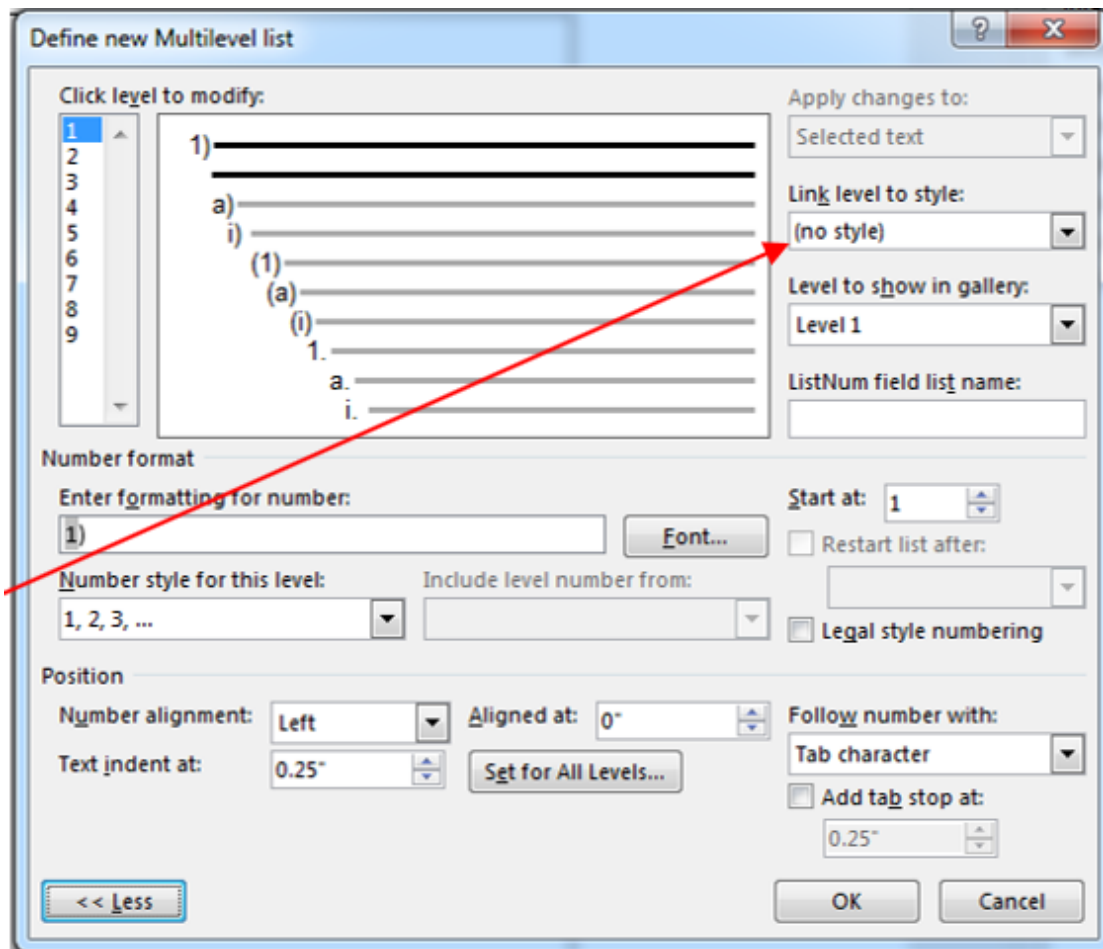 Define new Multilevel list
?
X
Click level to modify:
1
2
3
4
5
6
7
8
9
1)
a)
i)
(1)
(a)
(i)
1.
a.
i.
Apply changes to:
Selected text
Link level to style:
(no style)
Level to show in gallery:
Level 1
ListNum field list name:
Number format
Enter formatting for number:
1)
Font...
Start at: 1
Restart list after:
Number style for this level:
Include level number from:
1, 2, 3, ...
Legal style numbering
Position
Number alignment: Left
Aligned at: 0"
Follow number with:
Tab character
Text indent at: 0.25"
Set for All Levels...
Add tab stop at:
0.25"
<< Less
OK
Cancel